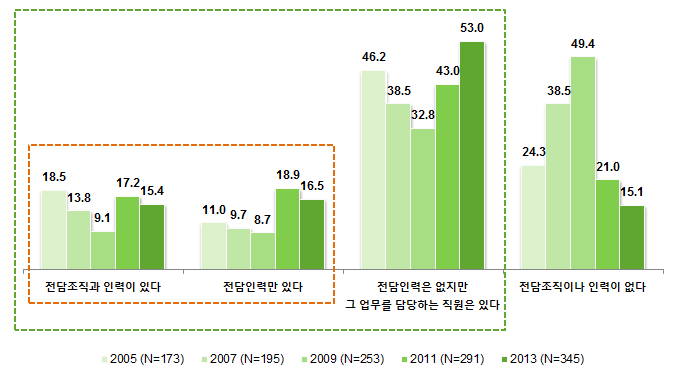 18.5
13.8
9.1
17.2
15.4
11.0
9.7
8.7
18.9
16.5
46.2
38.5
32.8
43.0
53.0
24.3
38.5
49.4
21.0
15.1
전담조직과 인력이 있다
전담인력만 있다
전담인력은 없지만
그 업무를 담당하는 직원은 있다
전담조직이나 인력이 없다
2005 (N=173)
2007 (N=195)
2009 (N=253)
2011 (N=291)
2013 (N=345)